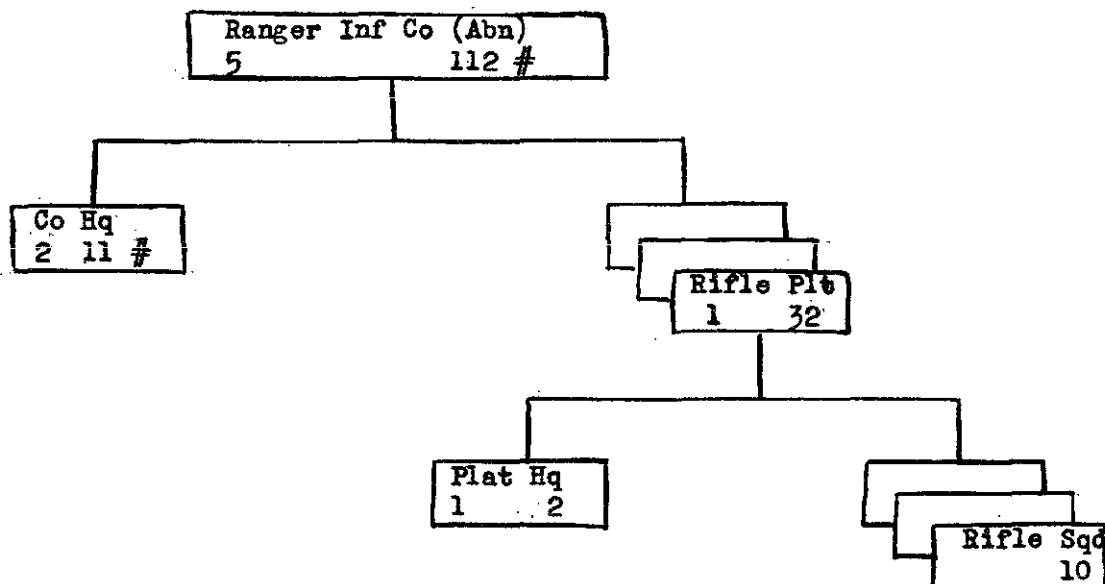 Ranger Inf Co (Abn)
5 112 #
Co Hq
2 11 #
Rifle Plt
1 32
Plat Hq
1 2
Rifle Sqd
10